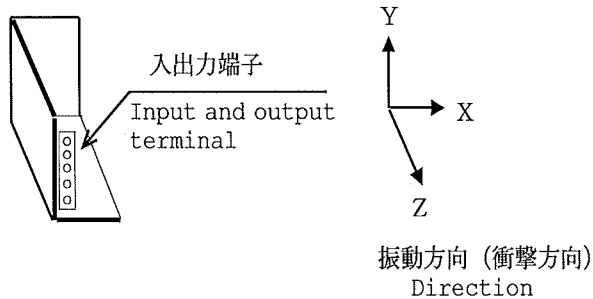 入出力端子
Input and output
terminal
Y
X
Z
振動方向 (衝撃方向)
Direction